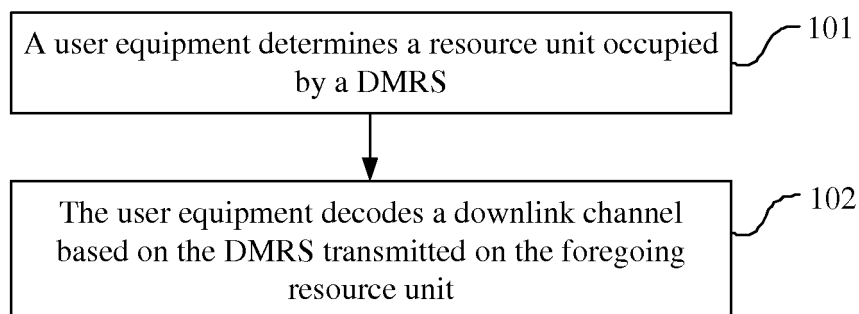 A user equipment determines a resource unit occupied
by a DMRS
101
The user equipment decodes a downlink channel
based on the DMRS transmitted on the foregoing
resource unit
102